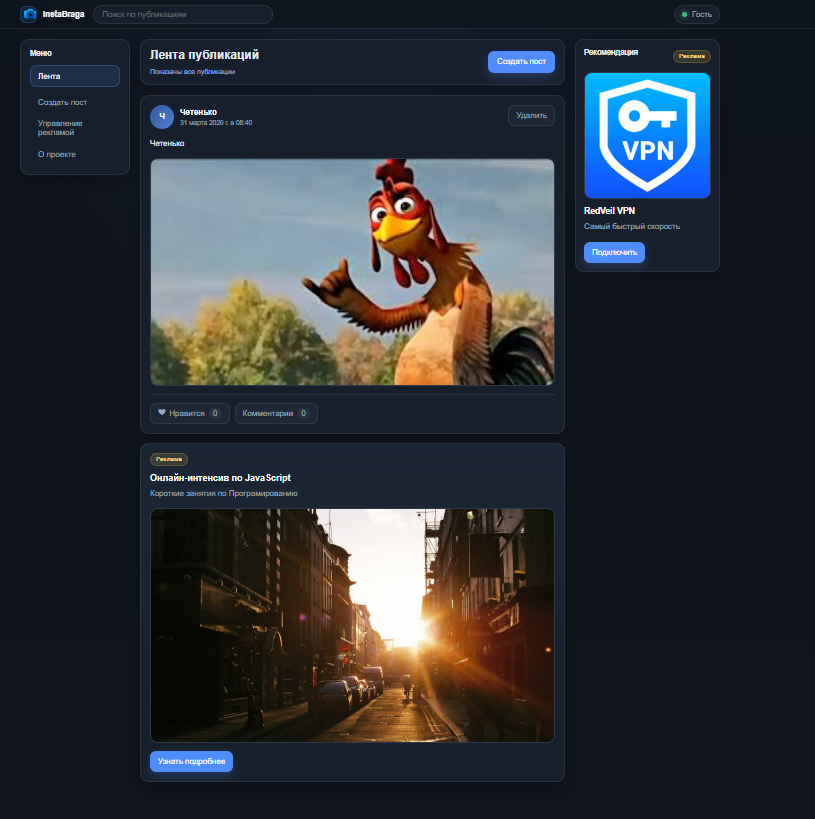 InstaBraga
Поиск по публикациям
Гость
Меню
Лента
Создать пост
Управление
рекламой
О проекте
Лента публикаций
Показаны все публикации
Создать пост
Ч
Четенько
31 марта 2026 г. в 08:40
Удалить
Четенько
Нравится 0
Комментарии 0
Реклама
Онлайн-интенсив по JavaScript
Короткие занятия по Програмированию
Узнать подробнее
Рекомендация
Реклама
VPN
RedVeil VPN
Самый быстрый скорость
Подключить